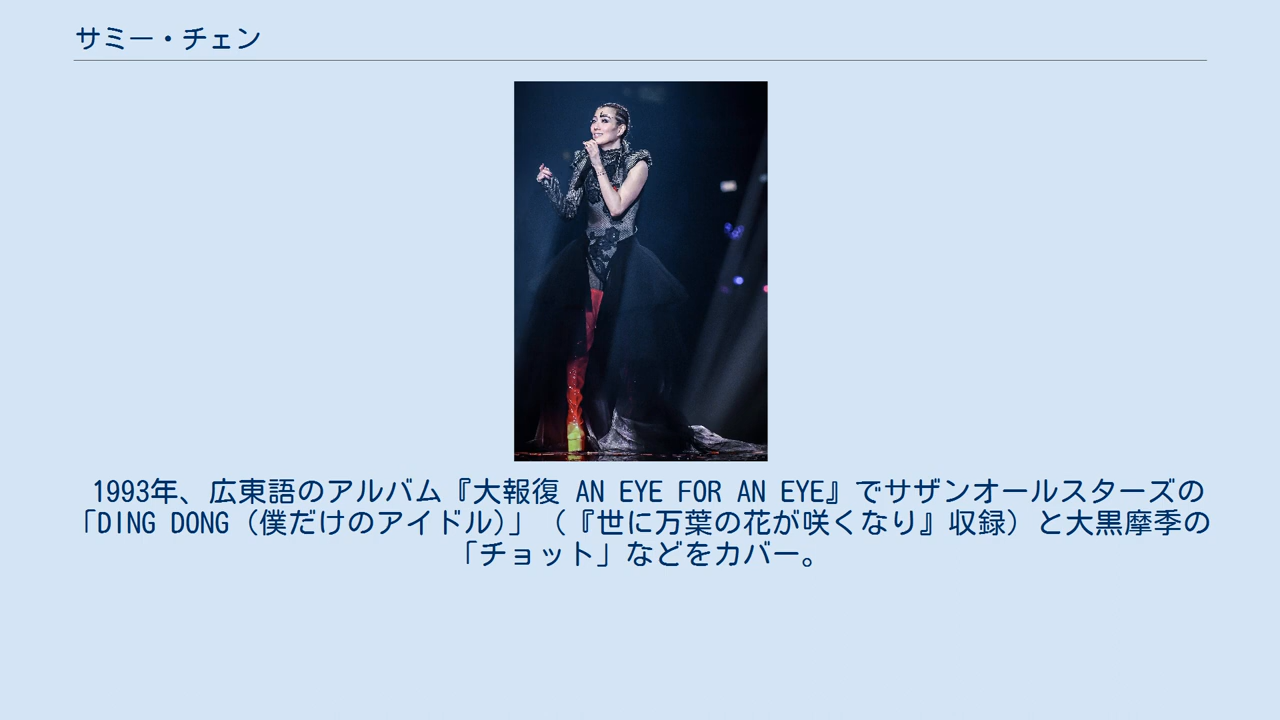 サミー・チェン
1993年、広東語のアルバム『大報復 AN EYE FOR AN EYE』でサザンオールスターズの
「DING DONG（僕だけのアイドル)」（『世に万葉の花が咲くなり』収録）と大黒摩季の
「チョット」などをカバー。